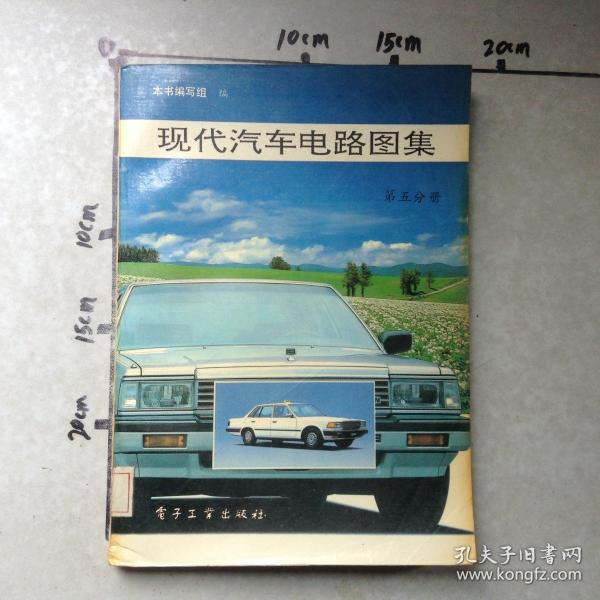 10cm
15cm
20cm
0
本书编写组 编
现代汽车电路图集
第五分册
10cm
15cm
20cm
電子工業出版社
孔夫子旧书网
www.kongfz.com